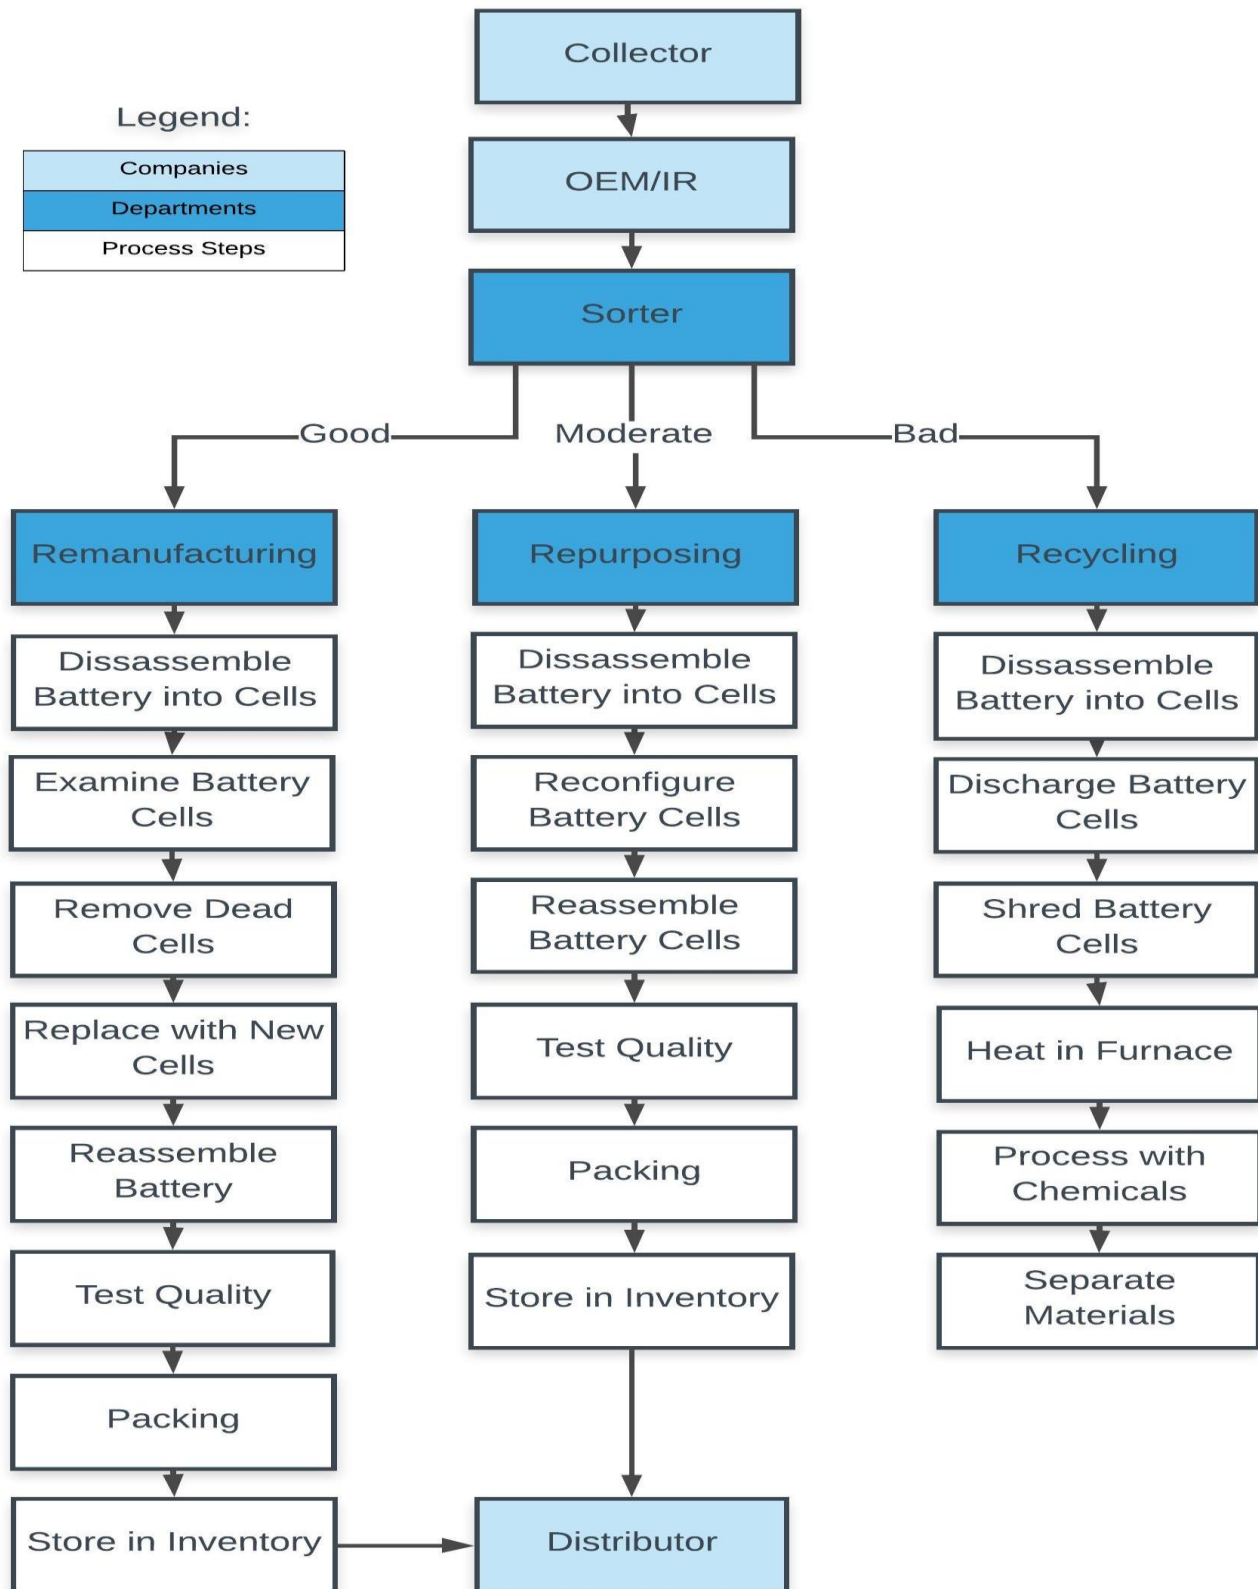 Collector
Legend:
Companies
Departments
Process Steps
OEM/IR
Sorter
Good
Moderate
Bad
Remanufacturing
Dissassemble
Battery into Cells
Examine Battery
Cells
Remove Dead
Cells
Replace with New
Cells
Reassemble
Battery
Test Quality
Packing
Store in Inventory
Repurposing
Dissassemble
Battery into Cells
Reconfigure
Battery Cells
Reassemble
Battery Cells
Test Quality
Packing
Store in Inventory
Distributor
Recycling
Dissassemble
Battery into Cells
Discharge Battery
Cells
Shred Battery
Cells
Heat in Furnace
Process with
Chemicals
Separate
Materials